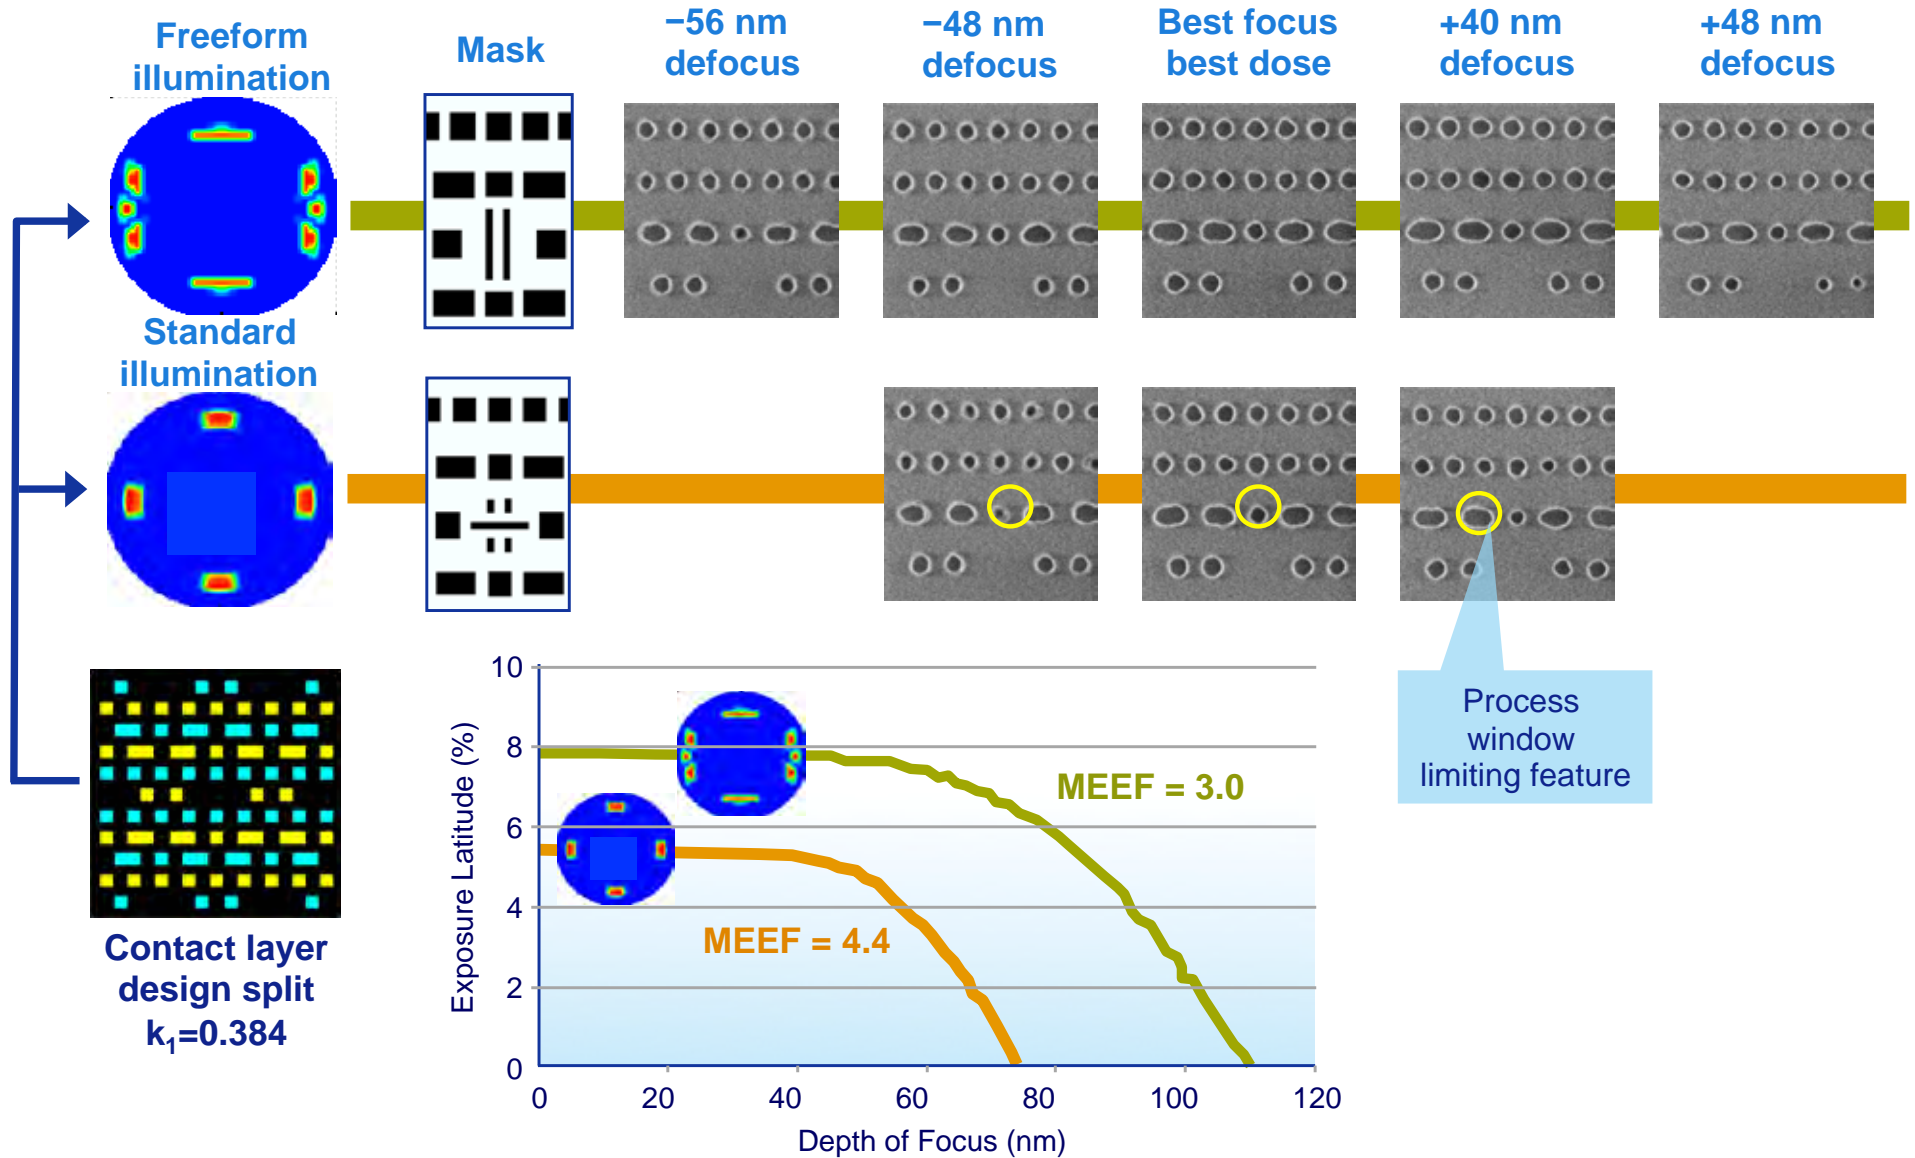 Freeform
illumination
Mask
−56 nm
defocus
−48 nm
defocus
Best focus
best dose
+40 nm
defocus
+48 nm
defocus
Standard
illumination
Contact layer
design split
k₁=0.384
Process
window
limiting feature
10
8
6
4
2
0
Exposure Latitude (%)
MEEF = 3.0
MEEF = 4.4
0
20
40
60
80
100
120
Depth of Focus (nm)